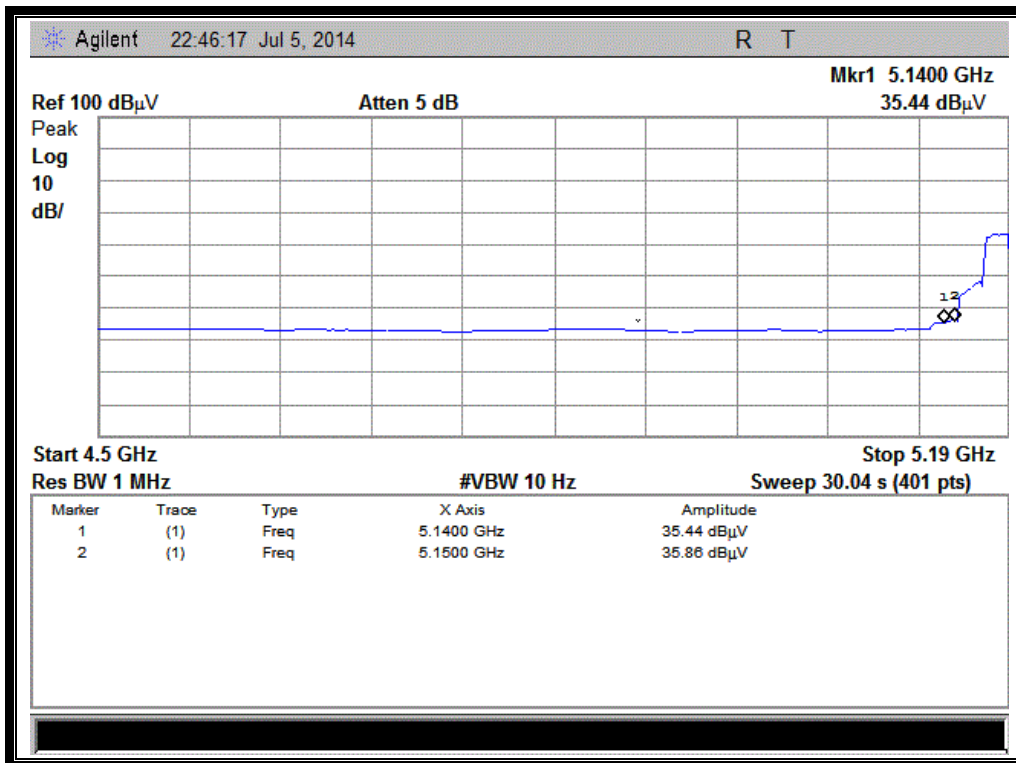 Agilent 22:46:17 Jul 5, 2014 R T
Mkr1 5.1400 GHz
Ref 100 dBµV Atten 5 dB 35.44 dBµV
Peak
Log
10
dB/
12
Start 4.5 GHz Stop 5.19 GHz
Res BW 1 MHz #VBW 10 Hz Sweep 30.04 s (401 pts)
Marker Trace Type X Axis Amplitude
1 (1) Freq 5.1400 GHz 35.44 dBµV
2 (1) Freq 5.1500 GHz 35.86 dBµV